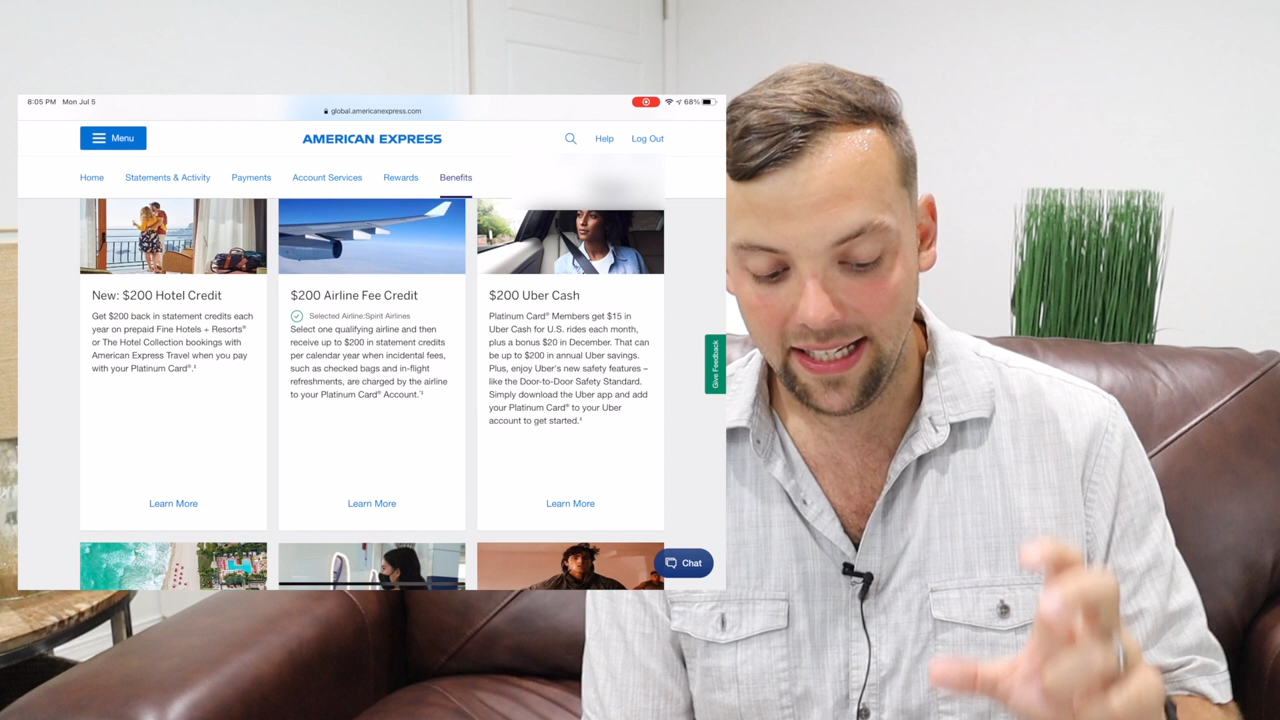 8:05 PM Mon Jul 5
global.americanexpress.com
68%
Menu
AMERICAN EXPRESS
Help
Log Out
Home
Statements & Activity
Payments
Account Services
Rewards
Benefits
New: $200 Hotel Credit
Get $200 back in statement credits each
year on prepaid Fine Hotels + Resorts®
or The Hotel Collection bookings with
American Express Travel when you pay
with your Platinum Card®.‡
Learn More
$200 Airline Fee Credit
Selected Airline:Spirit Airlines
Select one qualifying airline and then
receive up to $200 in statement credits
per calendar year when incidental fees,
such as checked bags and in-flight
refreshments, are charged by the airline
to your Platinum Card® Account.*‡
Learn More
$200 Uber Cash
Platinum Card® Members get $15 in
Uber Cash for U.S. rides each month,
plus a bonus $20 in December. That can
be up to $200 in annual Uber savings.
Plus, enjoy Uber's new safety features –
like the Door-to-Door Safety Standard.
Simply download the Uber app and add
your Platinum Card® to your Uber
account to get started.‡
Learn More
Give Feedback
Chat